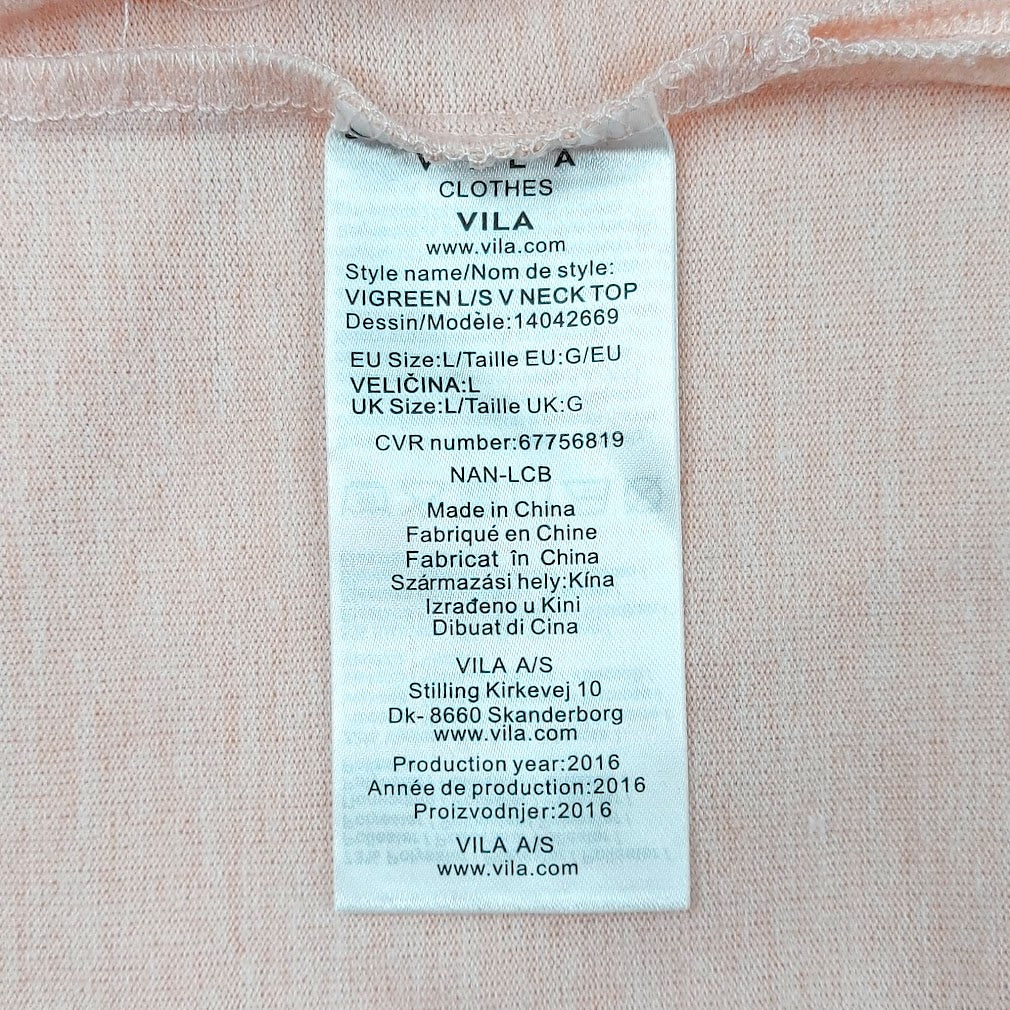 V I L A
CLOTHES
VILA
www.vila.com
Style name/Nom de style:
VIGREEN L/S V NECK TOP
Dessin/Modèle:14042669
EU Size:L/Taille EU:G/EU
VELIČINA:L
UK Size:L/Taille UK:G
CVR number:67756819
NAN-LCB
Made in China
Fabriqué en Chine
Fabricat în China
Származási hely:Kína
Izrađeno u Kini
Dibuat di Cina
VILA A/S
Stilling Kirkevej 10
Dk- 8660 Skanderborg
www.vila.com
Production year:2016
Année de production:2016
Proizvodnjer:2016
VILA A/S
www.vila.com